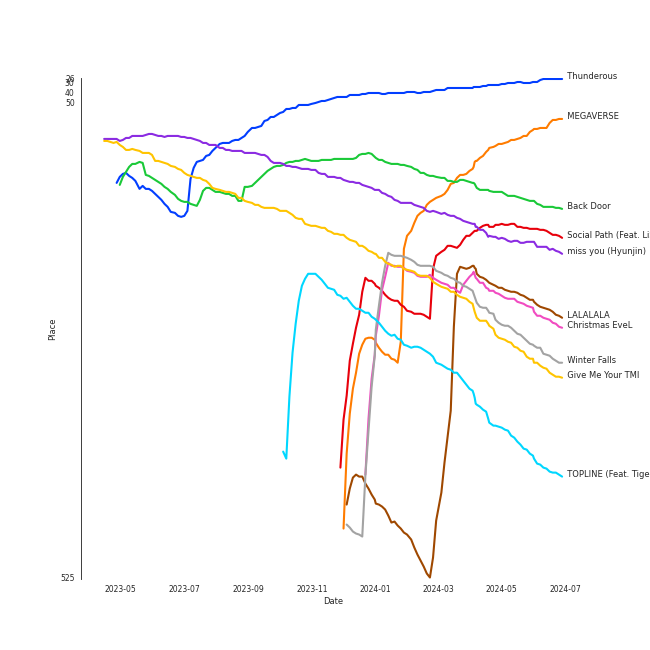 26
40
50
Thunderous
MEGAVERSE
Back Door
Social Path (Feat. Li
miss you (Hyunjin)
LALALALA
Christmas EveL
Winter Falls
Give Me Your TMI
TOPLINE (Feat. Tige
Place
525
2023-05 2023-07 2023-09 2023-11 2024-01 2024-03 2024-05 2024-07
Date